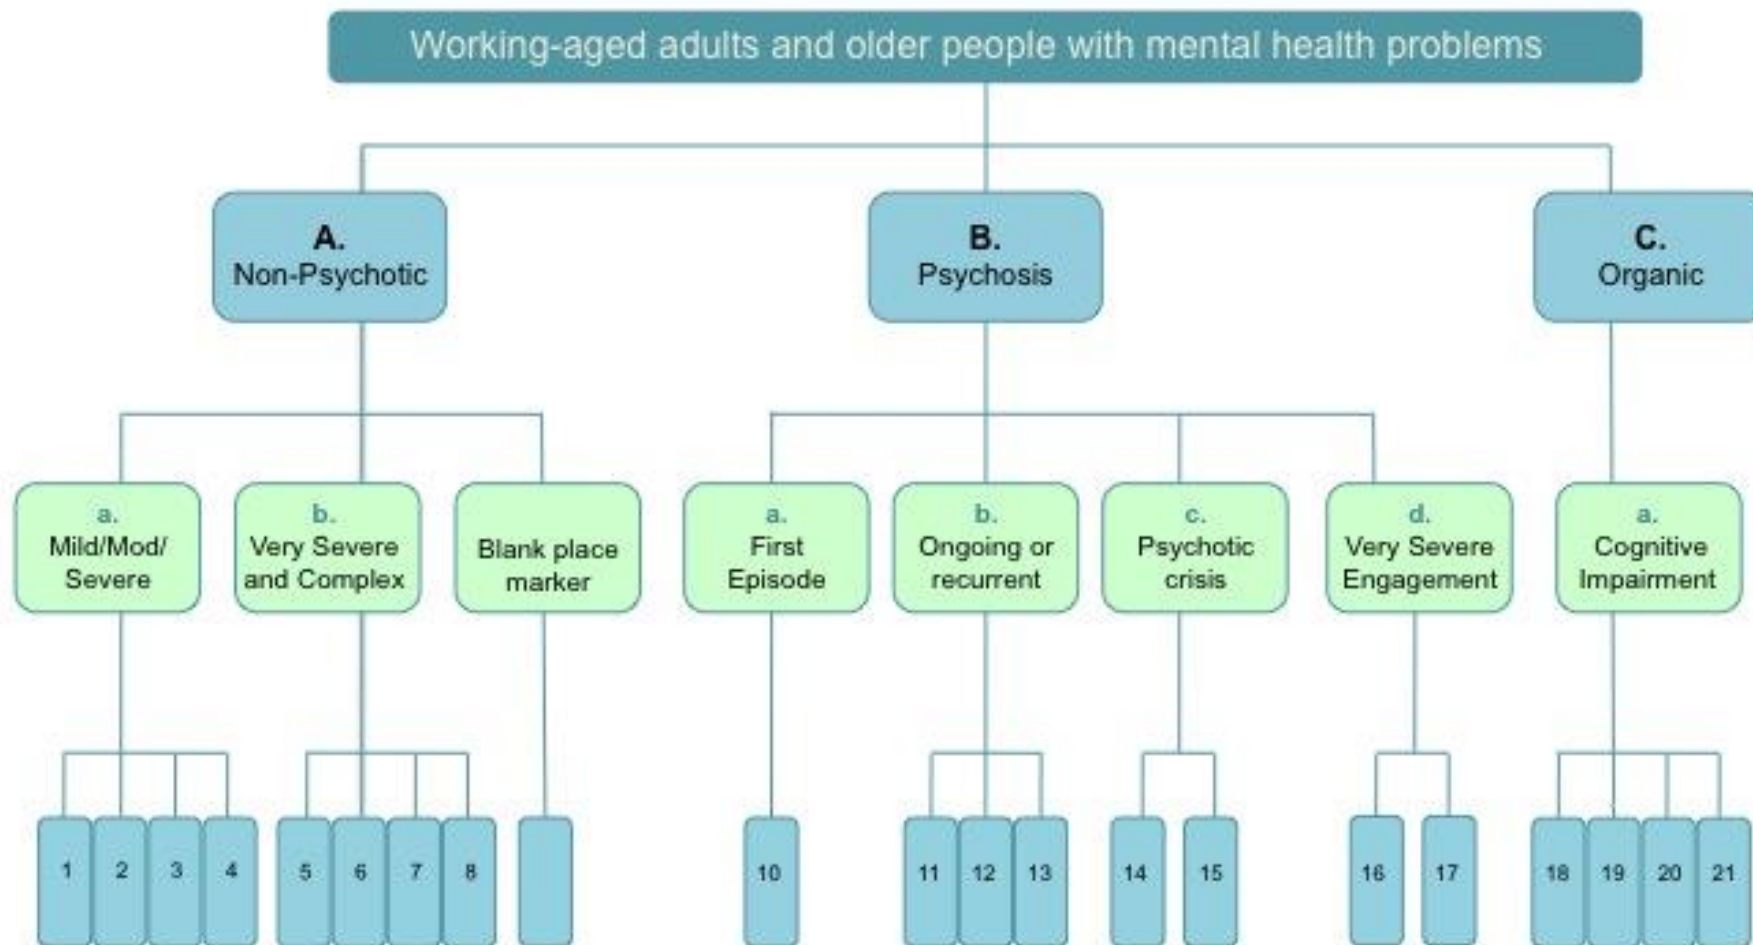 Working-aged adults and older people with mental health problems
A.
Non-Psychotic
B.
Psychosis
C.
Organic
a.
Mild/Mod/
Severe
b.
Very Severe
and Complex
Blank place
marker
a.
First
Episode
b.
Ongoing or
recurrent
c.
Psychotic
crisis
d.
Very Severe
Engagement
a.
Cognitive
Impairment
1
2
3
4
5
6
7
8
10
11
12
13
14
15
16
17
18
19
20
21